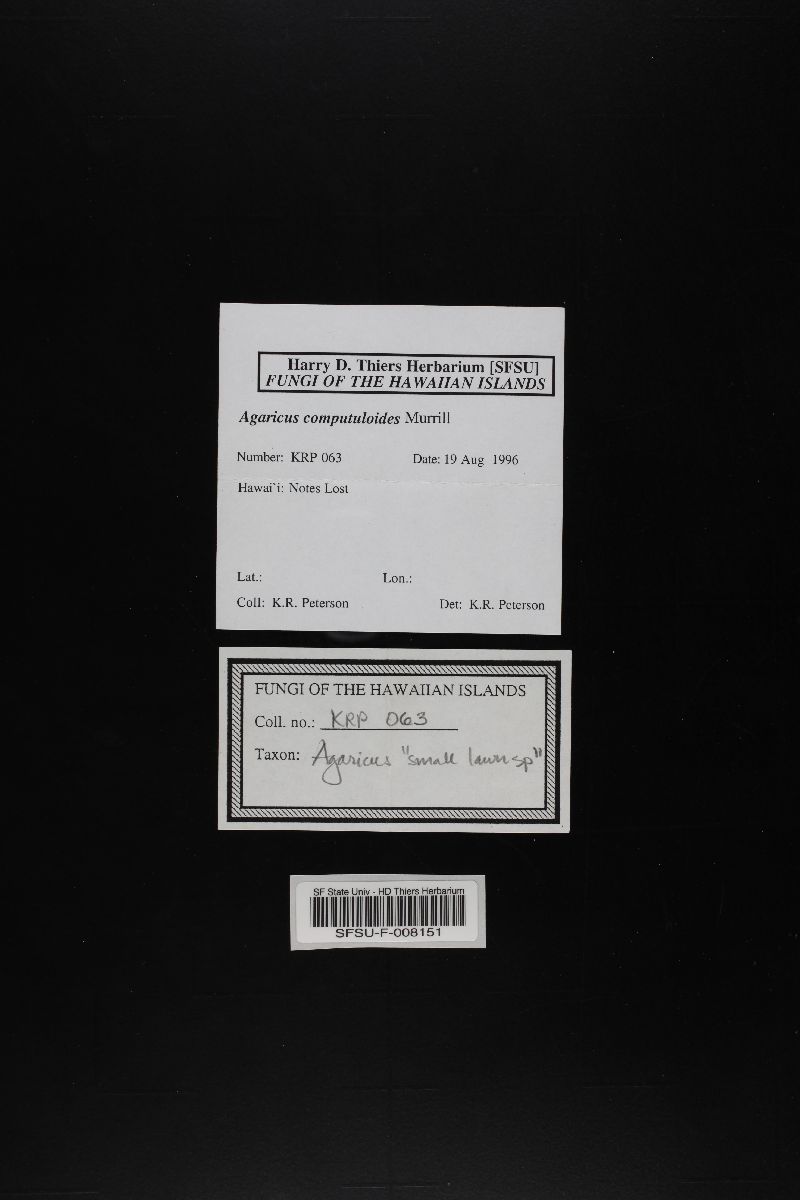 Harry D. Thiers Herbarium [SFSU]
FUNGI OF THE HAWAIIAN ISLANDS
Agaricus computuloides Murrill
Number: KRP 063 Date: 19 Aug 1996
Hawai`i: Notes Lost
Lat.: Lon.:
Coll: K.R. Peterson Det: K.R. Peterson
FUNGI OF THE HAWAIIAN ISLANDS
Coll. no.: KRP 063
Taxon: Agaricus "small lawn sp"
SF State Univ - HD Thiers Herbarium
SFSU-F-008151